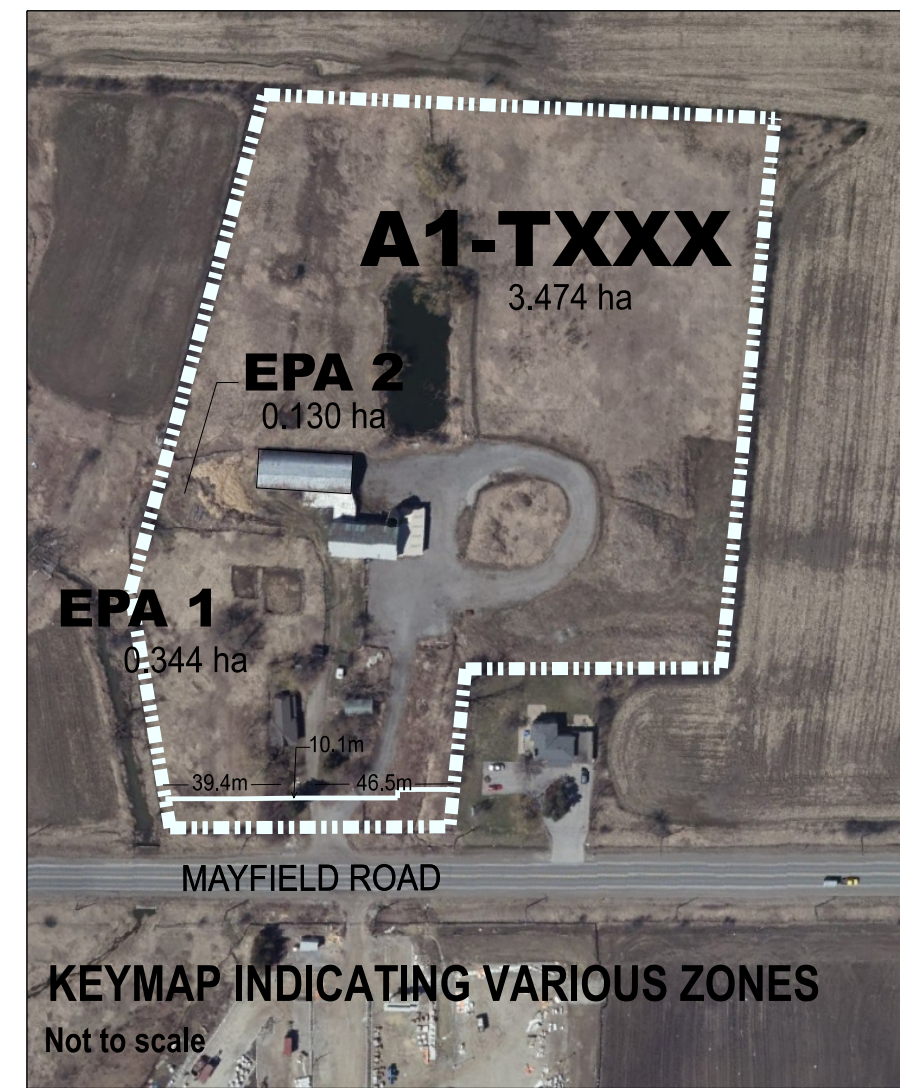 A1-TXXX
3.474 ha
EPA 2
0.130 ha
EPA 1
0.344 ha
10.1m
39.4m
46.5m
MAYFIELD ROAD
KEYMAP INDICATING VARIOUS ZONES
Not to scale